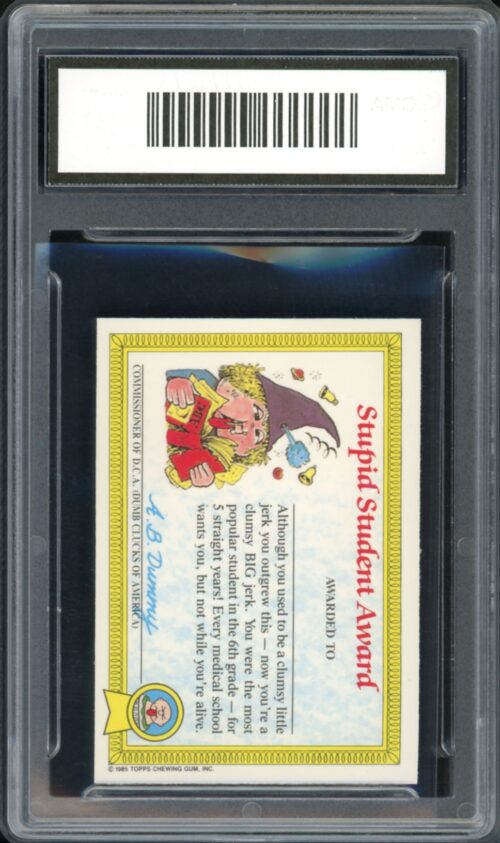 Stupid Student Award
AWARDED TO
Although you used to be a clumsy little
jerk you outgrew this — now you're a
clumsy BIG jerk. You were the most
popular student in the 6th grade — for
5 straight years! Every medical school
wants you, but not while you're alive.
ABC
A.B. Dummy
COMMISSIONER OF D.C.A. (DUMB CLUCKS OF AMERICA)
© 1985 TOPPS CHEWING GUM, INC.